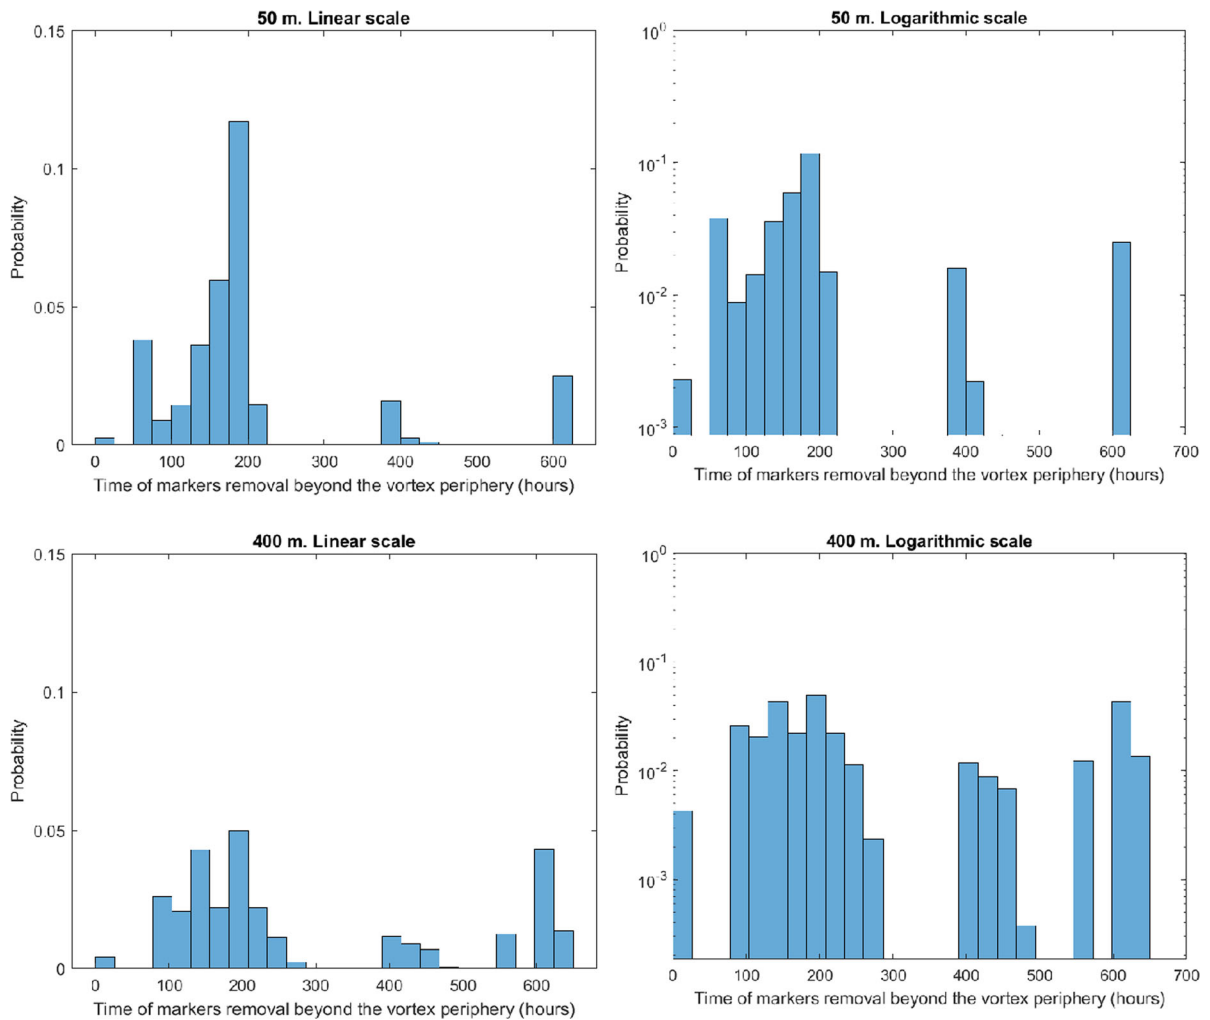 50 m. Linear scale
0.15
0.1
0.05
0
Probability
0 100 200 300 400 500 600
Time of markers removal beyond the vortex periphery (hours)
50 m. Logarithmic scale
10^0
10^-1
10^-2
10^-3
Probability
0 100 200 300 400 500 600 700
Time of markers removal beyond the vortex periphery (hours)
400 m. Linear scale
0.15
0.1
0.05
0
Probability
0 100 200 300 400 500 600
Time of markers removal beyond the vortex periphery (hours)
400 m. Logarithmic scale
10^0
10^-1
10^-2
10^-3
Probability
0 100 200 300 400 500 600 700
Time of markers removal beyond the vortex periphery (hours)